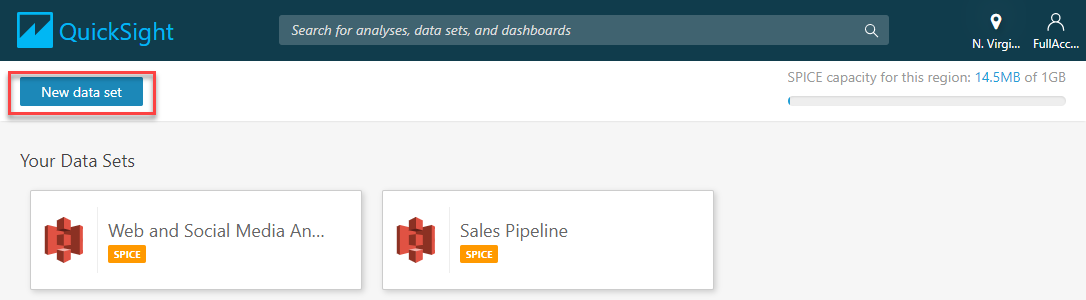 QuickSight
Search for analyses, data sets, and dashboards
N. Virgi...
FullAcc...
New data set
SPICE capacity for this region: 14.5MB of 1GB
Your Data Sets
Web and Social Media An...
SPICE
Sales Pipeline
SPICE